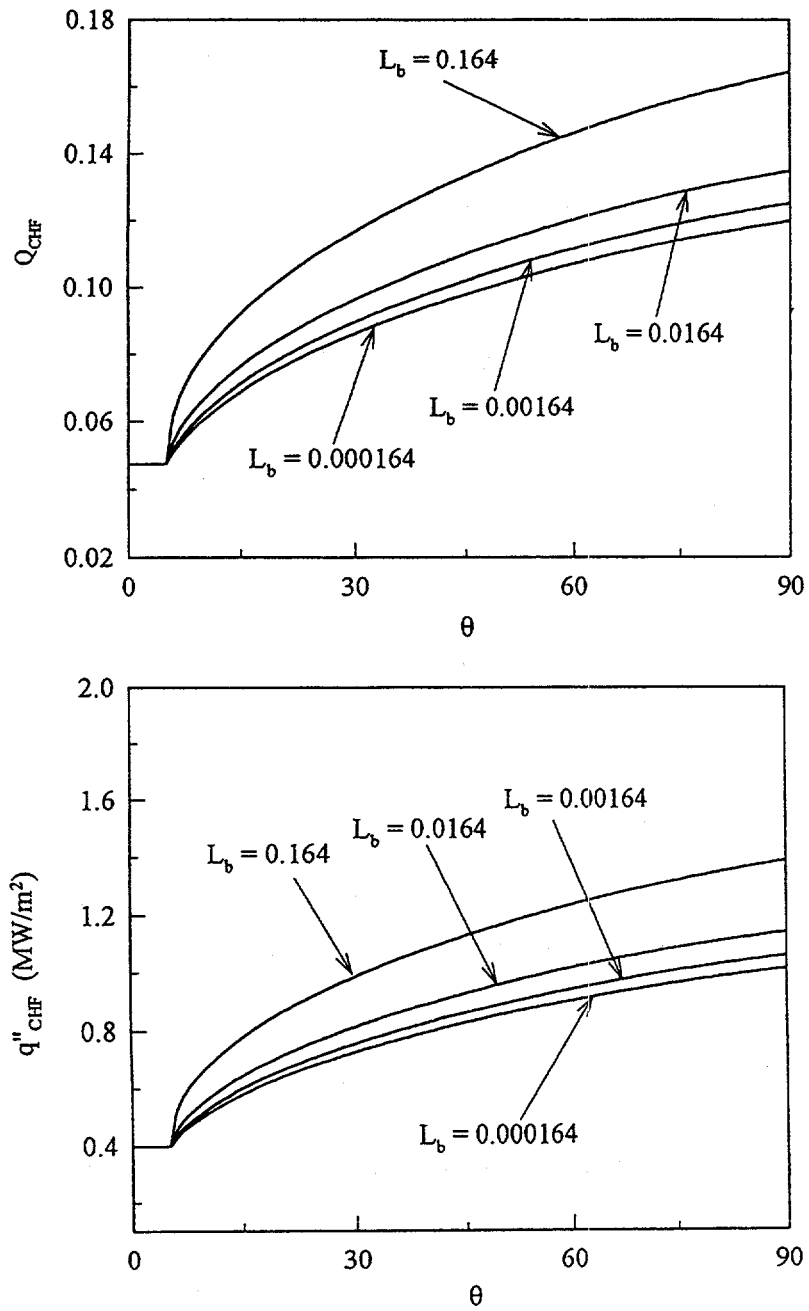 0.18
0.14
0.10
0.06
0.02
Q_CHF
L_b = 0.164
L_b = 0.0164
L_b = 0.00164
L_b = 0.000164
0 30 60 90
θ
2.0
1.6
1.2
0.8
0.4
q"_CHF (MW/m²)
L_b = 0.00164
L_b = 0.0164
L_b = 0.164
L_b = 0.000164
0 30 60 90
θ